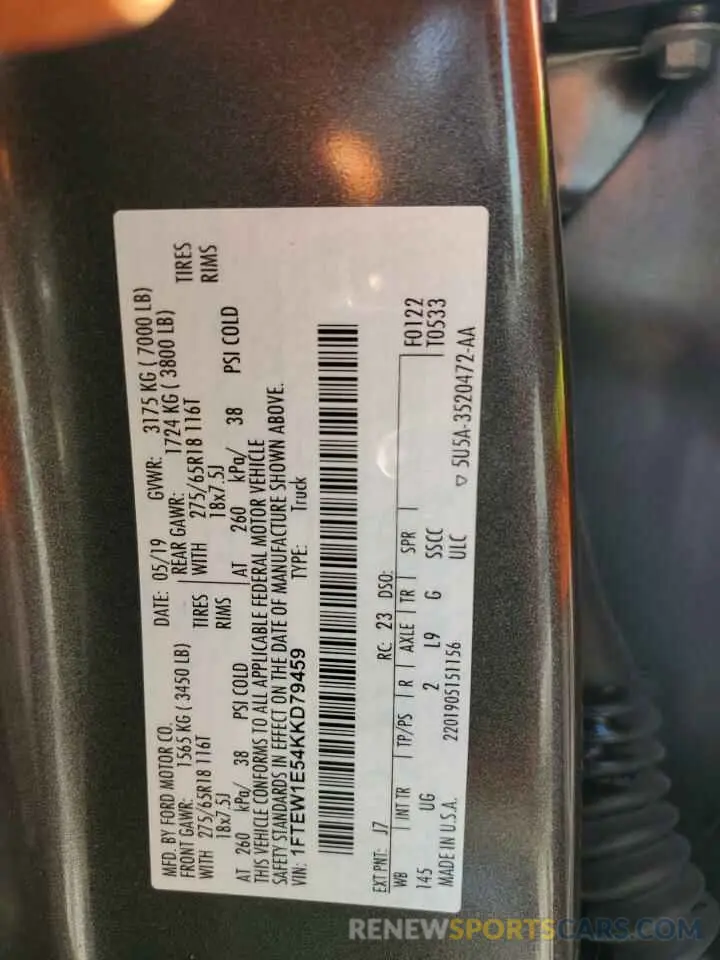 MFD. BY FORD MOTOR CO.
DATE: 05/19
GVWR: 3175 KG ( 7000 LB)
FRONT GAWR: 1565 KG ( 3450 LB)
REAR GAWR: 1724 KG ( 3800 LB)
WITH 275/65R18 116T TIRES
WITH 275/65R18 116T TIRES
18x7.5J RIMS
18x7.5J RIMS
AT 260 kPa/ 38 PSI COLD
AT 260 kPa/ 38 PSI COLD
THIS VEHICLE CONFORMS TO ALL APPLICABLE FEDERAL MOTOR VEHICLE
SAFETY STANDARDS IN EFFECT ON THE DATE OF MANUFACTURE SHOWN ABOVE.
VIN: 1FTEW1E54KKD79459 TYPE: Truck
EXT PNT: J7 RC: 23 DSO: F0122
WB INT TR TP/PS R AXLE TR SPR T0533
145 UG 2 L9 G SSCC
ULC
MADE IN U.S.A. 2201905151156
5U5A-3520472-AA
RENEWSPORTSCARS.COM